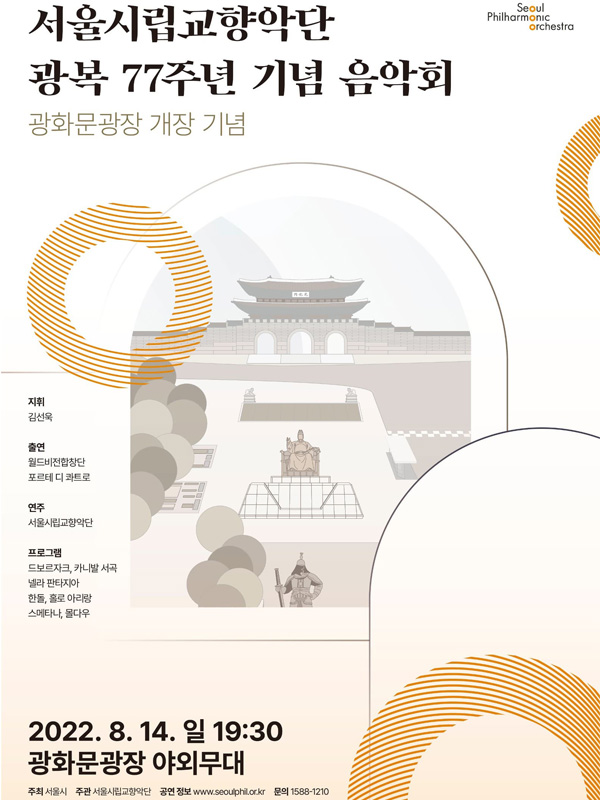 서울시립교향악단
Seoul
Philharmonic
orchestra
광복 77주년 기념 음악회
광화문광장 개장 기념
지휘
김선욱
출연
월드비전합창단
포르테 디 콰트로
연주
서울시립교향악단
프로그램
드보르자크, 카니발 서곡
넬라 판타지아
한돌, 홀로 아리랑
스메타나, 몰다우
2022. 8. 14. 일 19:30
광화문광장 야외무대
주최 서울시 주관 서울시립교향악단 공연 정보 www.seoulphil.or.kr 문의 1588-1210